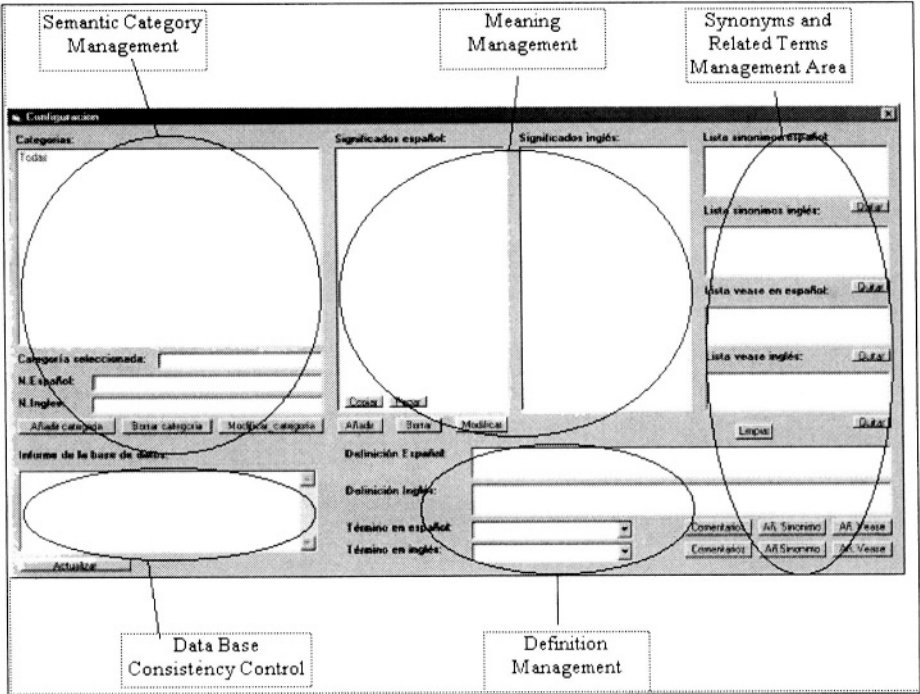 Semantic Category
Management
Meaning
Management
Synonyms and
Related Terms
Management Area
Configuracion
Categorias:
Todas
Significados español:
Significados inglés:
Lista sinonimos español:
Quitar
Lista sinonimos inglés:
Quitar
Lista vease en español:
Quitar
Lista vease inglés:
Quitar
Limpiar
Categoría seleccionada:
N.Español:
N.Ingles:
Añadir categoria
Borrar categoria
Modificar_categoria
Copiar
Pegar
Añadir
Borrar
Modificar
Informe de la base de datos:
Actualizar
Definición Español:
Definición Inglés:
Término en español:
Comentarios
Añ. Sinonimo
Añ. Vease
Término en inglés:
Comentarios
Añ.Sinonimo
Añ. Vease
Data Base
Consistency Control
Definition
Management